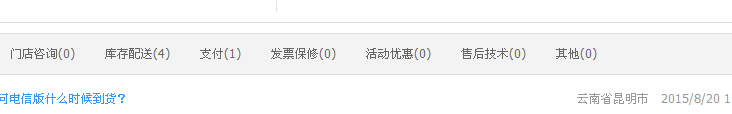 门店咨询(0) 库存配送(4) 支付(1) 发票保修(0) 活动优惠(0) 售后技术(0) 其他(0)
何电信版什么时候到货？ 云南省昆明市 2015/8/20 1